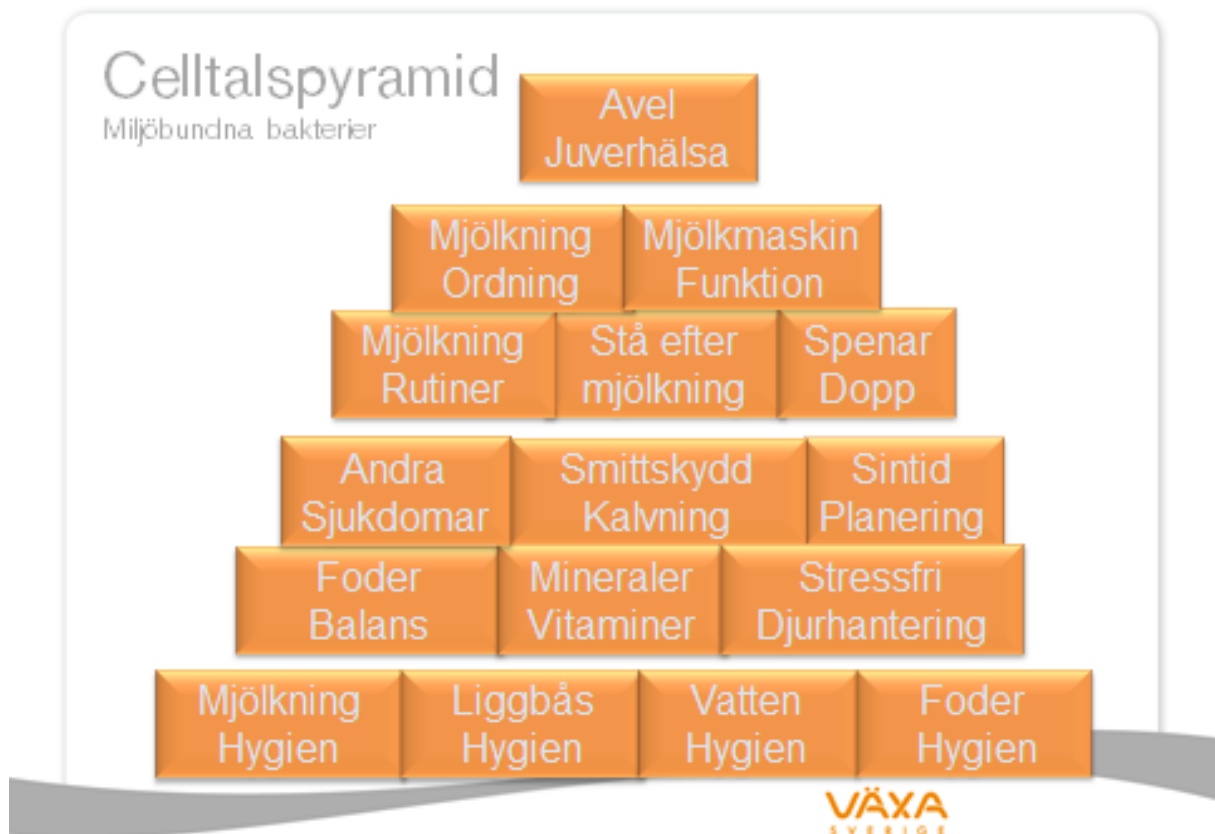 Celltalspyramid
Miljöbundna bakterier
Avel
Juverhälsa
Mjölkning
Ordning
Mjölkmaskin
Funktion
Mjölkning
Rutiner
Stå efter
mjölkning
Spenar
Dopp
Andra
Sjukdomar
Smittskydd
Kalvning
Sintid
Planering
Foder
Balans
Mineraler
Vitaminer
Stressfri
Djurhantering
Mjölkning
Hygien
Liggbås
Hygien
Vatten
Hygien
Foder
Hygien
VÄXA
SVERIGE